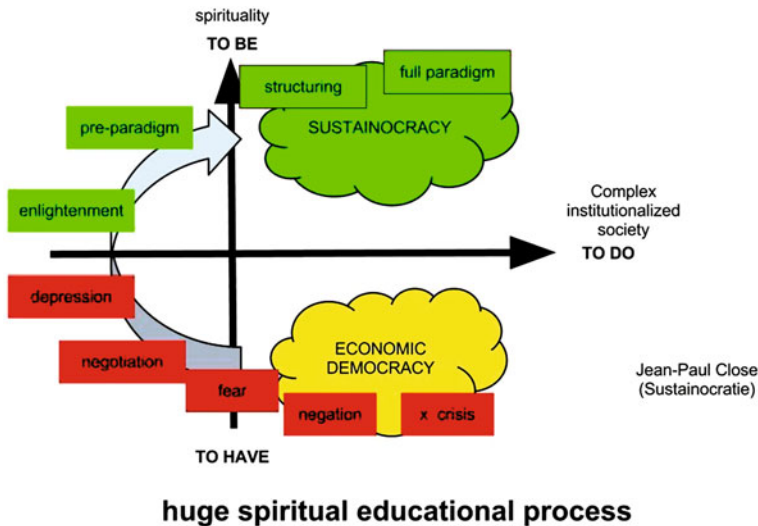 spirituality
TO BE
full paradigm
structuring
pre-paradigm
SUSTAINOCRACY
enlightenment
Complex
institutionalized
society
TO DO
depression
ECONOMIC
DEMOCRACY
negotiation
Jean-Paul Close
(Sustainocratie)
fear
negation
x crisis
TO HAVE
huge spiritual educational process